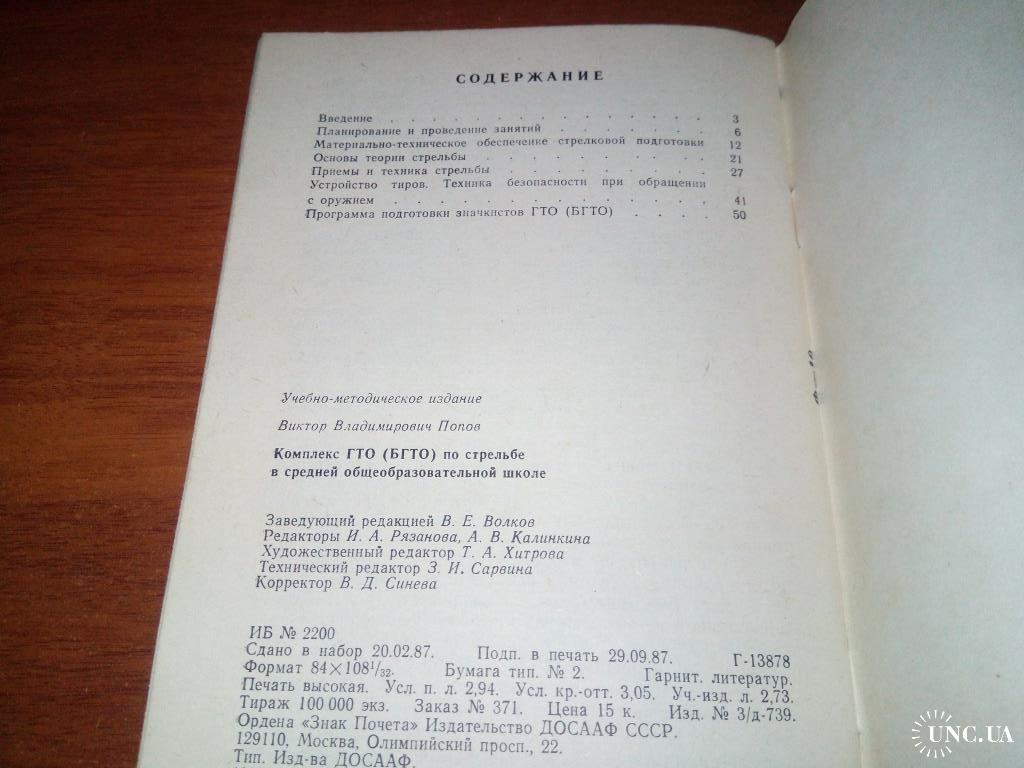 СОДЕРЖАНИЕ
Введение . . . . . . . . . . . . . . 3
Планирование и проведение занятий . . . . . . . 6
Материально-техническое обеспечение стрелковой подготовки 12
Основы теории стрельбы . . . . . . . . . 21
Приемы и техника стрельбы . . . . . . . . 27
Устройство тиров. Техника безопасности при обращении
с оружием . . . . . . . . . . . . . 41
Программа подготовки значкистов ГТО (БГТО) . . . . 50
Учебно-методическое издание
Виктор Владимирович Попов
Комплекс ГТО (БГТО) по стрельбе
в средней общеобразовательной школе
Заведующий редакцией В. Е. Волков
Редакторы И. А. Рязанова, А. В. Калинкина
Художественный редактор Т. А. Хитрова
Технический редактор З. И. Сарвина
Корректор В. Д. Синева
ИБ № 2200
Сдано в набор 20.02.87. Подп. в печать 29.09.87. Г-13878
Формат 84×108¹/₃₂. Бумага тип. № 2. Гарнит. литератур.
Печать высокая. Усл. п. л. 2,94. Усл. кр.-отт. 3,05. Уч.-изд. л. 2,73.
Тираж 100 000 экз. Заказ № 371. Цена 15 к. Изд. № 3/д-739.
Ордена «Знак Почета» Издательство ДОСААФ СССР.
129110, Москва, Олимпийский просп., 22.
Тип. Изд-ва ДОСААФ.
UNC.UA